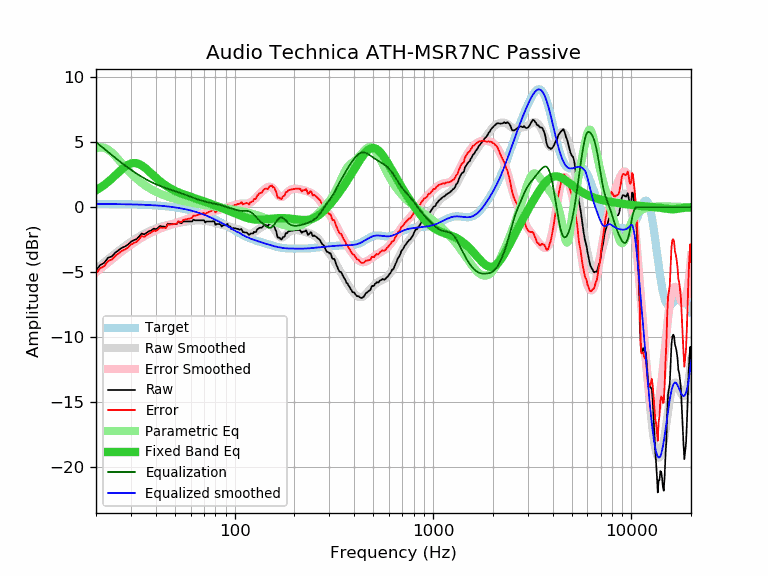 Audio Technica ATH-MSR7NC Passive
10
5
0
−5
−10
−15
−20
Amplitude (dBr)
Target
Raw Smoothed
Error Smoothed
Raw
Error
Parametric Eq
Fixed Band Eq
Equalization
Equalized smoothed
100
1000
10000
Frequency (Hz)